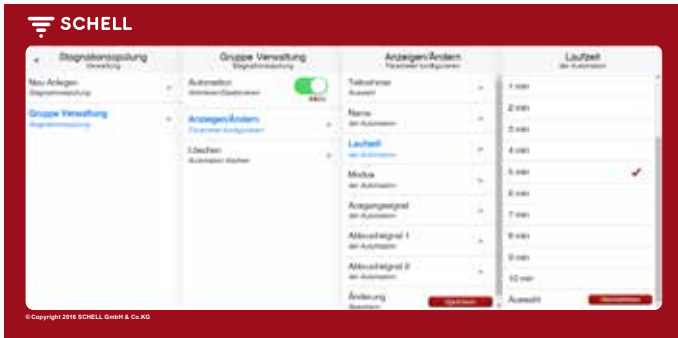 SCHELL
Stagnationsspülung
Verwaltung
Neu Anlegen
Stagnationsspülung
Gruppe Verwaltung
Stagnationsspülung
Gruppe Verwaltung
Stagnationsspülung
Automation
Aktivieren/Deaktivieren
Aktiv
Anzeigen/Ändern
Parameter konfigurieren
Löschen
Automation löschen
Anzeigen/Ändern
Parameter konfigurieren
Teilnehmer
Auswahl
Name
der Automation
Laufzeit
der Automation
Modus
der Automation
Ausgangssignal
der Automation
Abbruchsignal 1
der Automation
Abbruchsignal 2
der Automation
Änderung
Speichern
Speichern
Laufzeit
der Automation
1 min
2 min
3 min
4 min
5 min
6 min
7 min
8 min
9 min
10 min
Auswahl
Übernehmen
© Copyright 2016 SCHELL GmbH & Co.KG